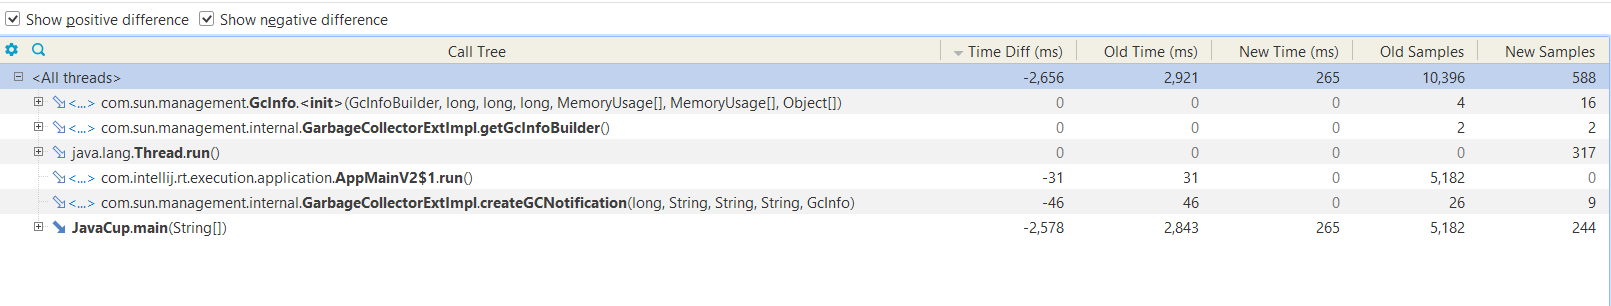 Show positive difference Show negative difference
Call Tree Time Diff (ms) Old Time (ms) New Time (ms) Old Samples New Samples
<All threads> -2,656 2,921 265 10,396 588
<...> com.sun.management.GcInfo.<init>(GcInfoBuilder, long, long, long, MemoryUsage[], MemoryUsage[], Object[]) 0 0 0 4 16
<...> com.sun.management.internal.GarbageCollectorExtImpl.getGcInfoBuilder() 0 0 0 2 2
java.lang.Thread.run() 0 0 0 0 317
<...> com.intellij.rt.execution.application.AppMainV2$1.run() -31 31 0 5,182 0
<...> com.sun.management.internal.GarbageCollectorExtImpl.createGCNotification(long, String, String, String, GcInfo) -46 46 0 26 9
JavaCup.main(String[]) -2,578 2,843 265 5,182 244